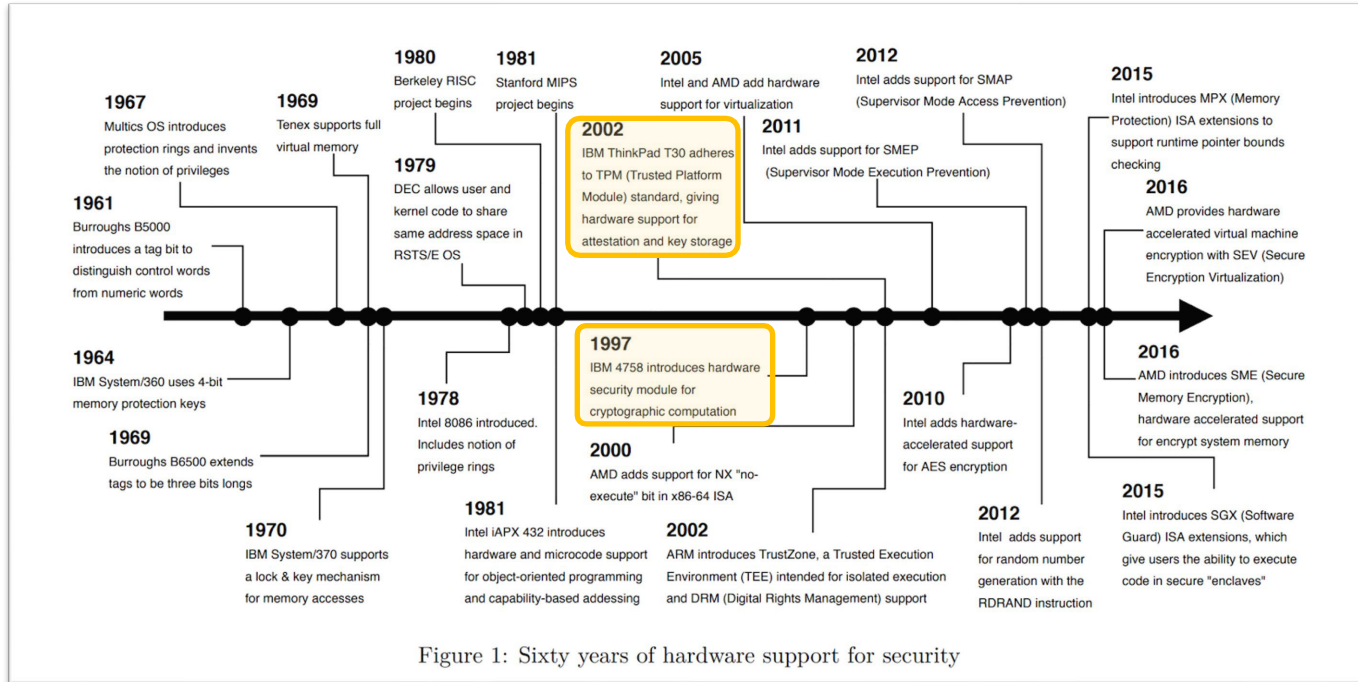 1967
Multics OS introduces
protection rings and invents
the notion of privileges
1969
Tenex supports full
virtual memory
1980
Berkeley RISC
project begins
1981
Stanford MIPS
project begins
2005
Intel and AMD add hardware
support for virtualization
2012
Intel adds support for SMAP
(Supervisor Mode Access Prevention)
2015
Intel introduces MPX (Memory
Protection) ISA extensions to
support runtime pointer bounds
checking
1961
Burroughs B5000
introduces a tag bit to
distinguish control words
from numeric words
1979
DEC allows user and
kernel code to share
same address space in
RSTS/E OS
2002
IBM ThinkPad T30 adheres
to TPM (Trusted Platform
Module) standard, giving
hardware support for
attestation and key storage
2011
Intel adds support for SMEP
(Supervisor Mode Execution Prevention)
2016
AMD provides hardware
accelerated virtual machine
encryption with SEV (Secure
Encryption Virtualization)
1964
IBM System/360 uses 4-bit
memory protection keys
1969
Burroughs B6500 extends
tags to be three bits longs
1970
IBM System/370 supports
a lock & key mechanism
for memory accesses
1978
Intel 8086 introduced.
Includes notion of
privilege rings
1981
Intel iAPX 432 introduces
hardware and microcode support
for object-oriented programming
and capability-based addessing
1997
IBM 4758 introduces hardware
security module for
cryptographic computation
2000
AMD adds support for NX "no-
execute" bit in x86-64 ISA
2002
ARM introduces TrustZone, a Trusted Execution
Environment (TEE) intended for isolated execution
and DRM (Digital Rights Management) support
2010
Intel adds hardware-
accelerated support
for AES encryption
2012
Intel adds support
for random number
generation with the
RDRAND instruction
2016
AMD introduces SME (Secure
Memory Encryption),
hardware accelerated support
for encrypt system memory
2015
Intel introduces SGX (Software
Guard) ISA extensions, which
give users the ability to execute
code in secure "enclaves"
Figure 1: Sixty years of hardware support for security